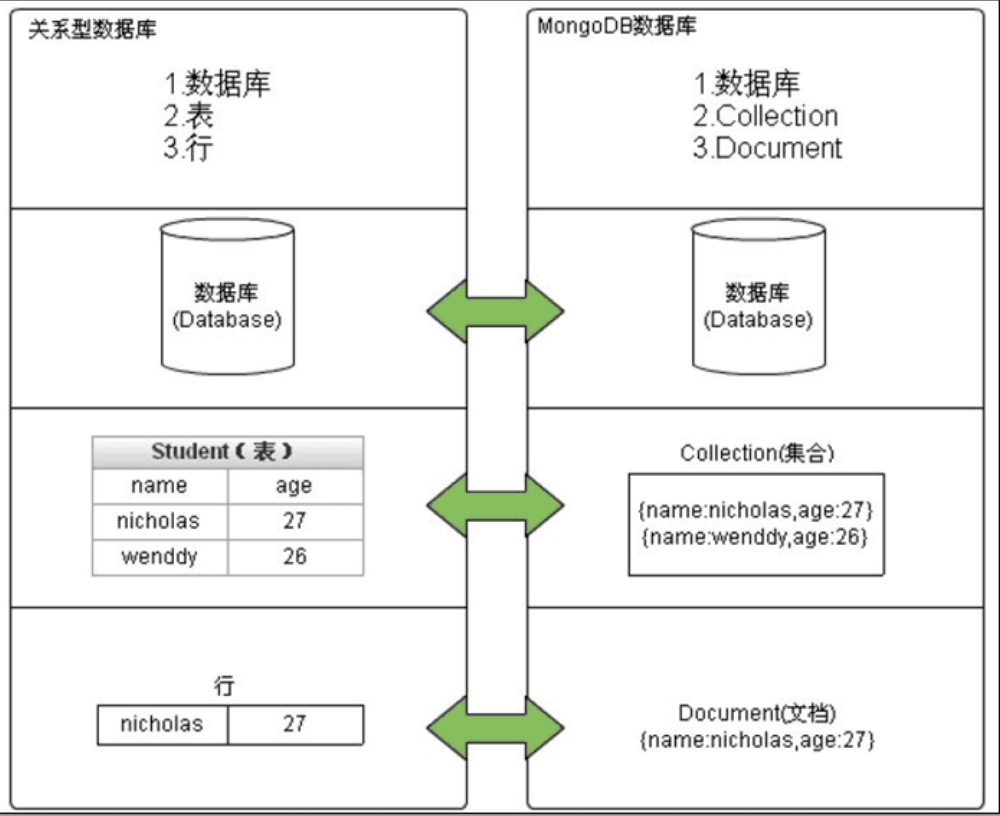 关系型数据库
1.数据库
2.表
3.行
数据库
(Database)
Student（表）
name age
nicholas 27
wenddy 26
行
nicholas 27
MongoDB数据库
1.数据库
2.Collection
3.Document
数据库
(Database)
Collection(集合)
{name:nicholas,age:27}
{name:wenddy,age:26}
Document(文档)
{name:nicholas,age:27}